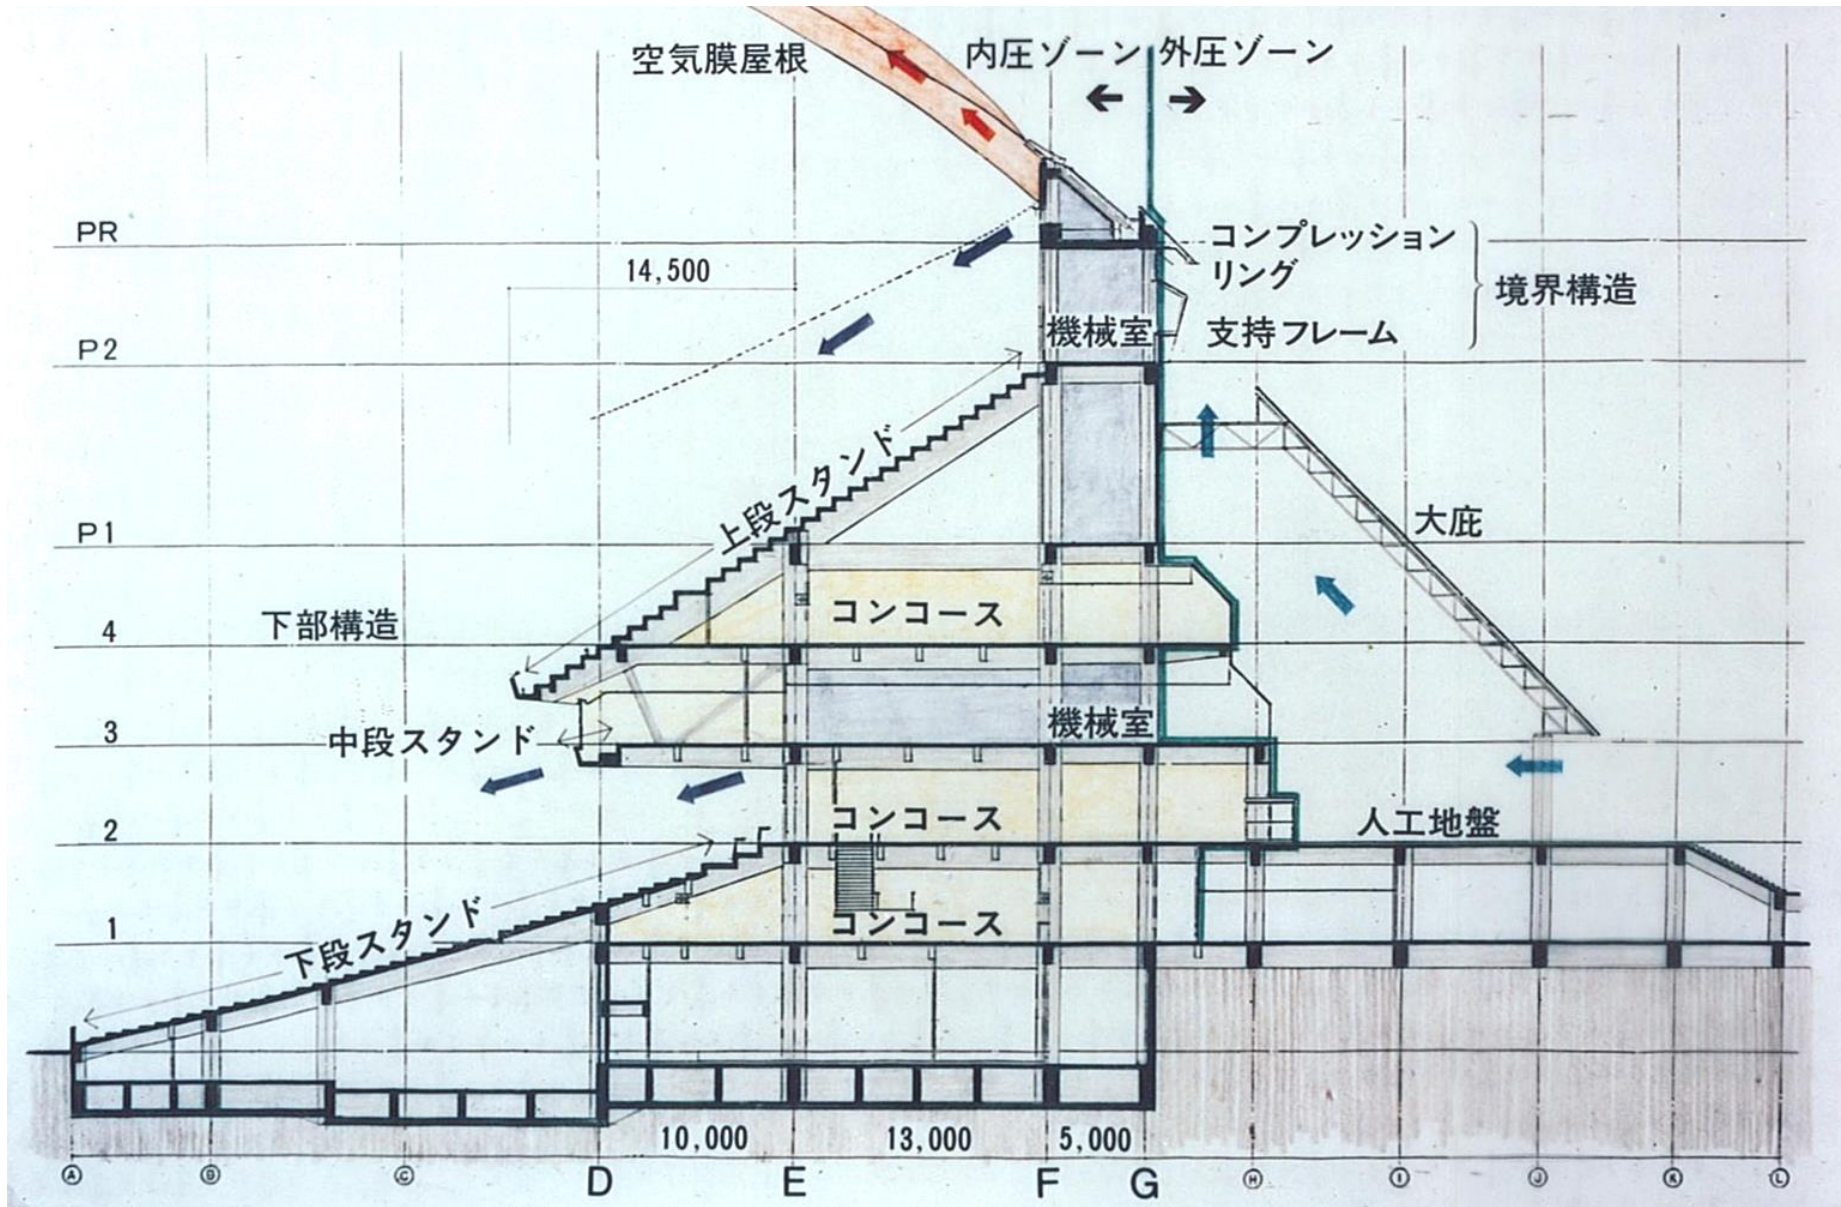 空気膜屋根
内圧ゾーン 外圧ゾーン
PR
14,500
コンプレッション
リング
境界構造
機械室
支持フレーム
P2
上段スタンド
大庇
P1
コンコース
下部構造
4
機械室
中段スタンド
3
コンコース
人工地盤
2
コンコース
下段スタンド
1
10,000
13,000
5,000
A
C
D
E
F
G
H
I
J
K
L